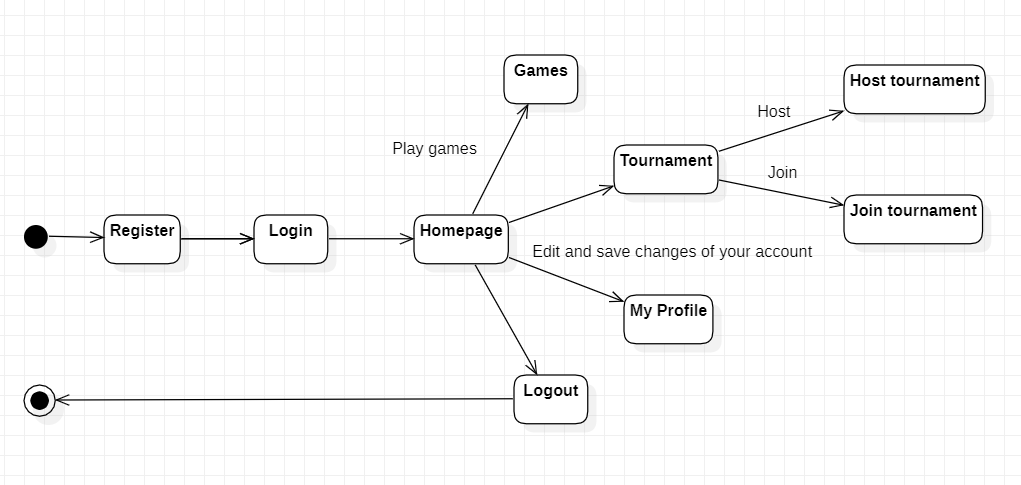 Games
Host tournament
Host
Play games
Tournament
Join
Join tournament
Register
Login
Homepage
Edit and save changes of your account
My Profile
Logout